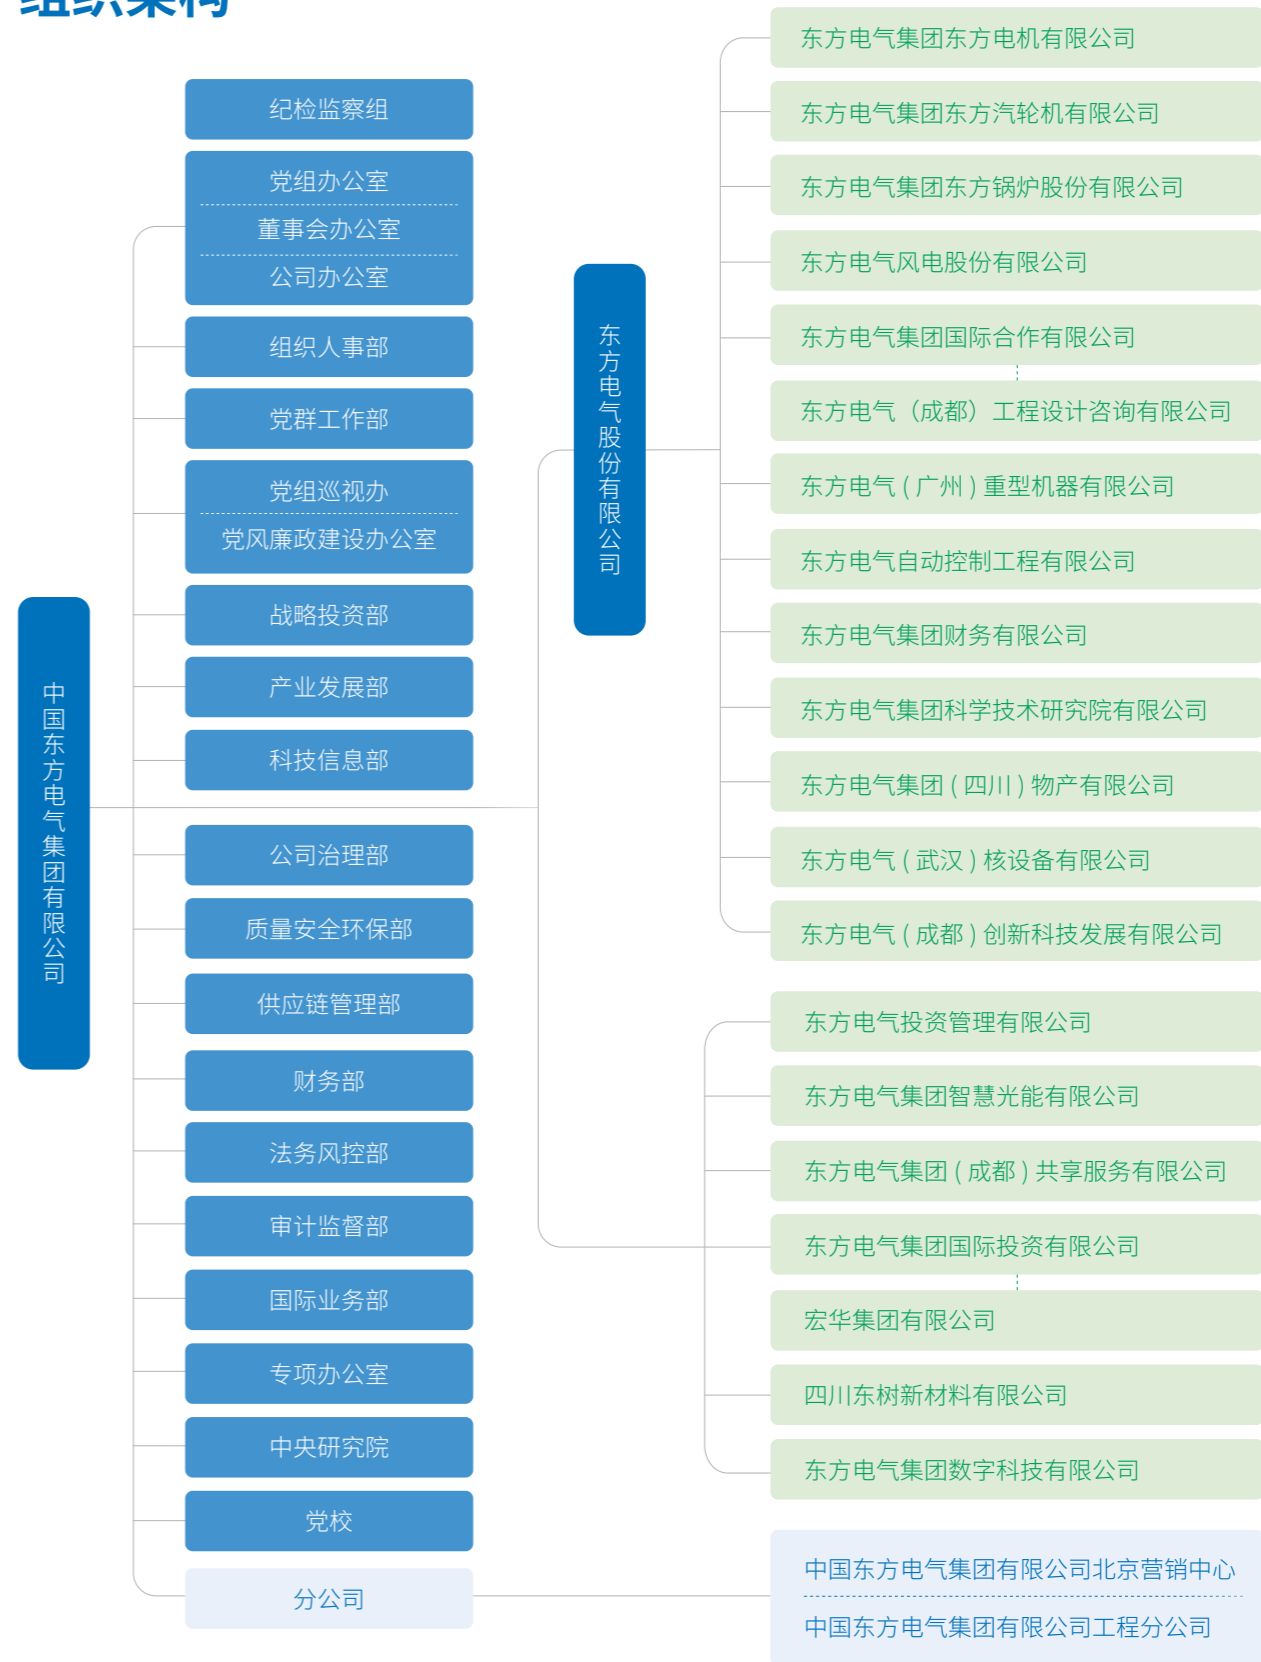 组织架构
中国东方电气集团有限公司
纪检监察组
党组办公室
董事会办公室
公司办公室
组织人事部
党群工作部
党组巡视办
党风廉政建设办公室
战略投资部
产业发展部
科技信息部
公司治理部
质量安全环保部
供应链管理部
财务部
法务风控部
审计监督部
国际业务部
专项办公室
中央研究院
党校
分公司
东方电气股份有限公司
东方电气集团东方电机有限公司
东方电气集团东方汽轮机有限公司
东方电气集团东方锅炉股份有限公司
东方电气风电股份有限公司
东方电气集团国际合作有限公司
东方电气（成都）工程设计咨询有限公司
东方电气 ( 广州 ) 重型机器有限公司
东方电气自动控制工程有限公司
东方电气集团财务有限公司
东方电气集团科学技术研究院有限公司
东方电气集团 ( 四川 ) 物产有限公司
东方电气 ( 武汉 ) 核设备有限公司
东方电气 ( 成都 ) 创新科技发展有限公司
东方电气投资管理有限公司
东方电气集团智慧光能有限公司
东方电气集团 ( 成都 ) 共享服务有限公司
东方电气集团国际投资有限公司
宏华集团有限公司
四川东树新材料有限公司
东方电气集团数字科技有限公司
中国东方电气集团有限公司北京营销中心
中国东方电气集团有限公司工程分公司